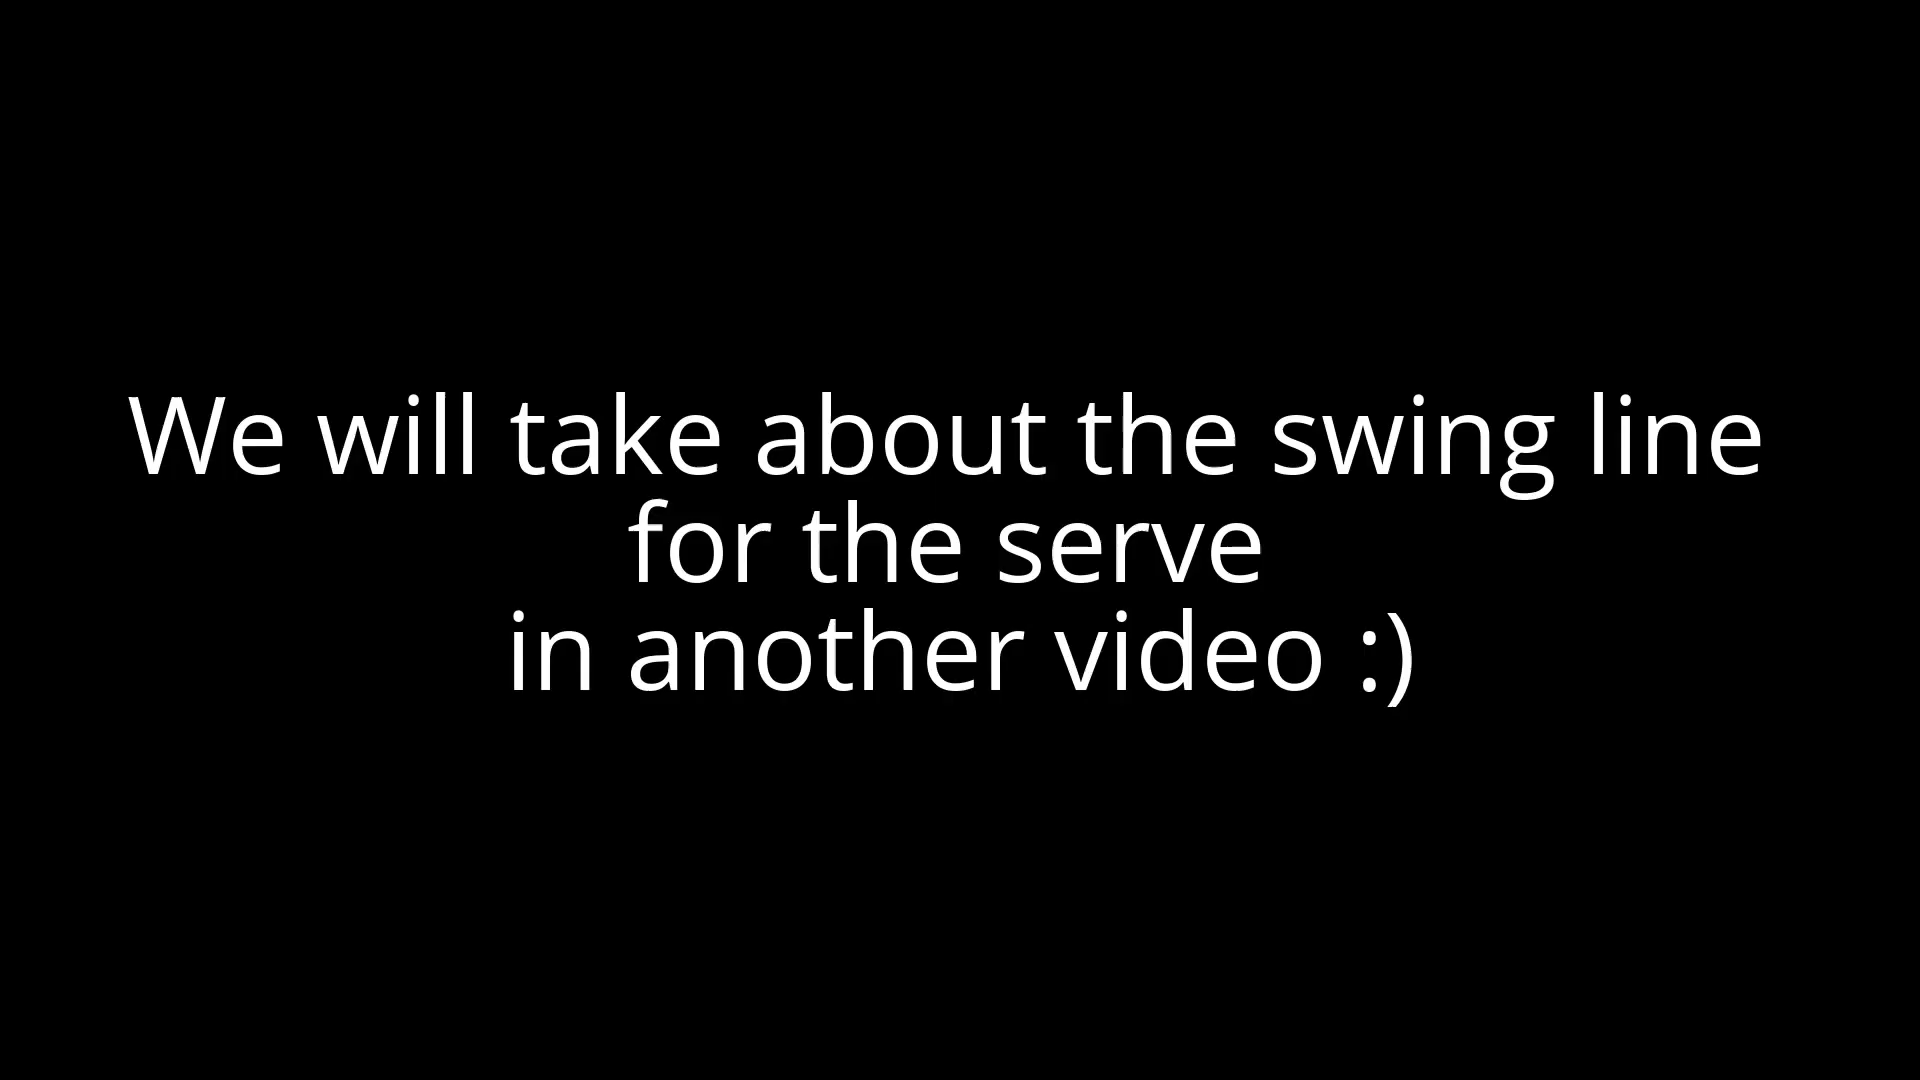 We will take about the swing line
for the serve
in another video :)